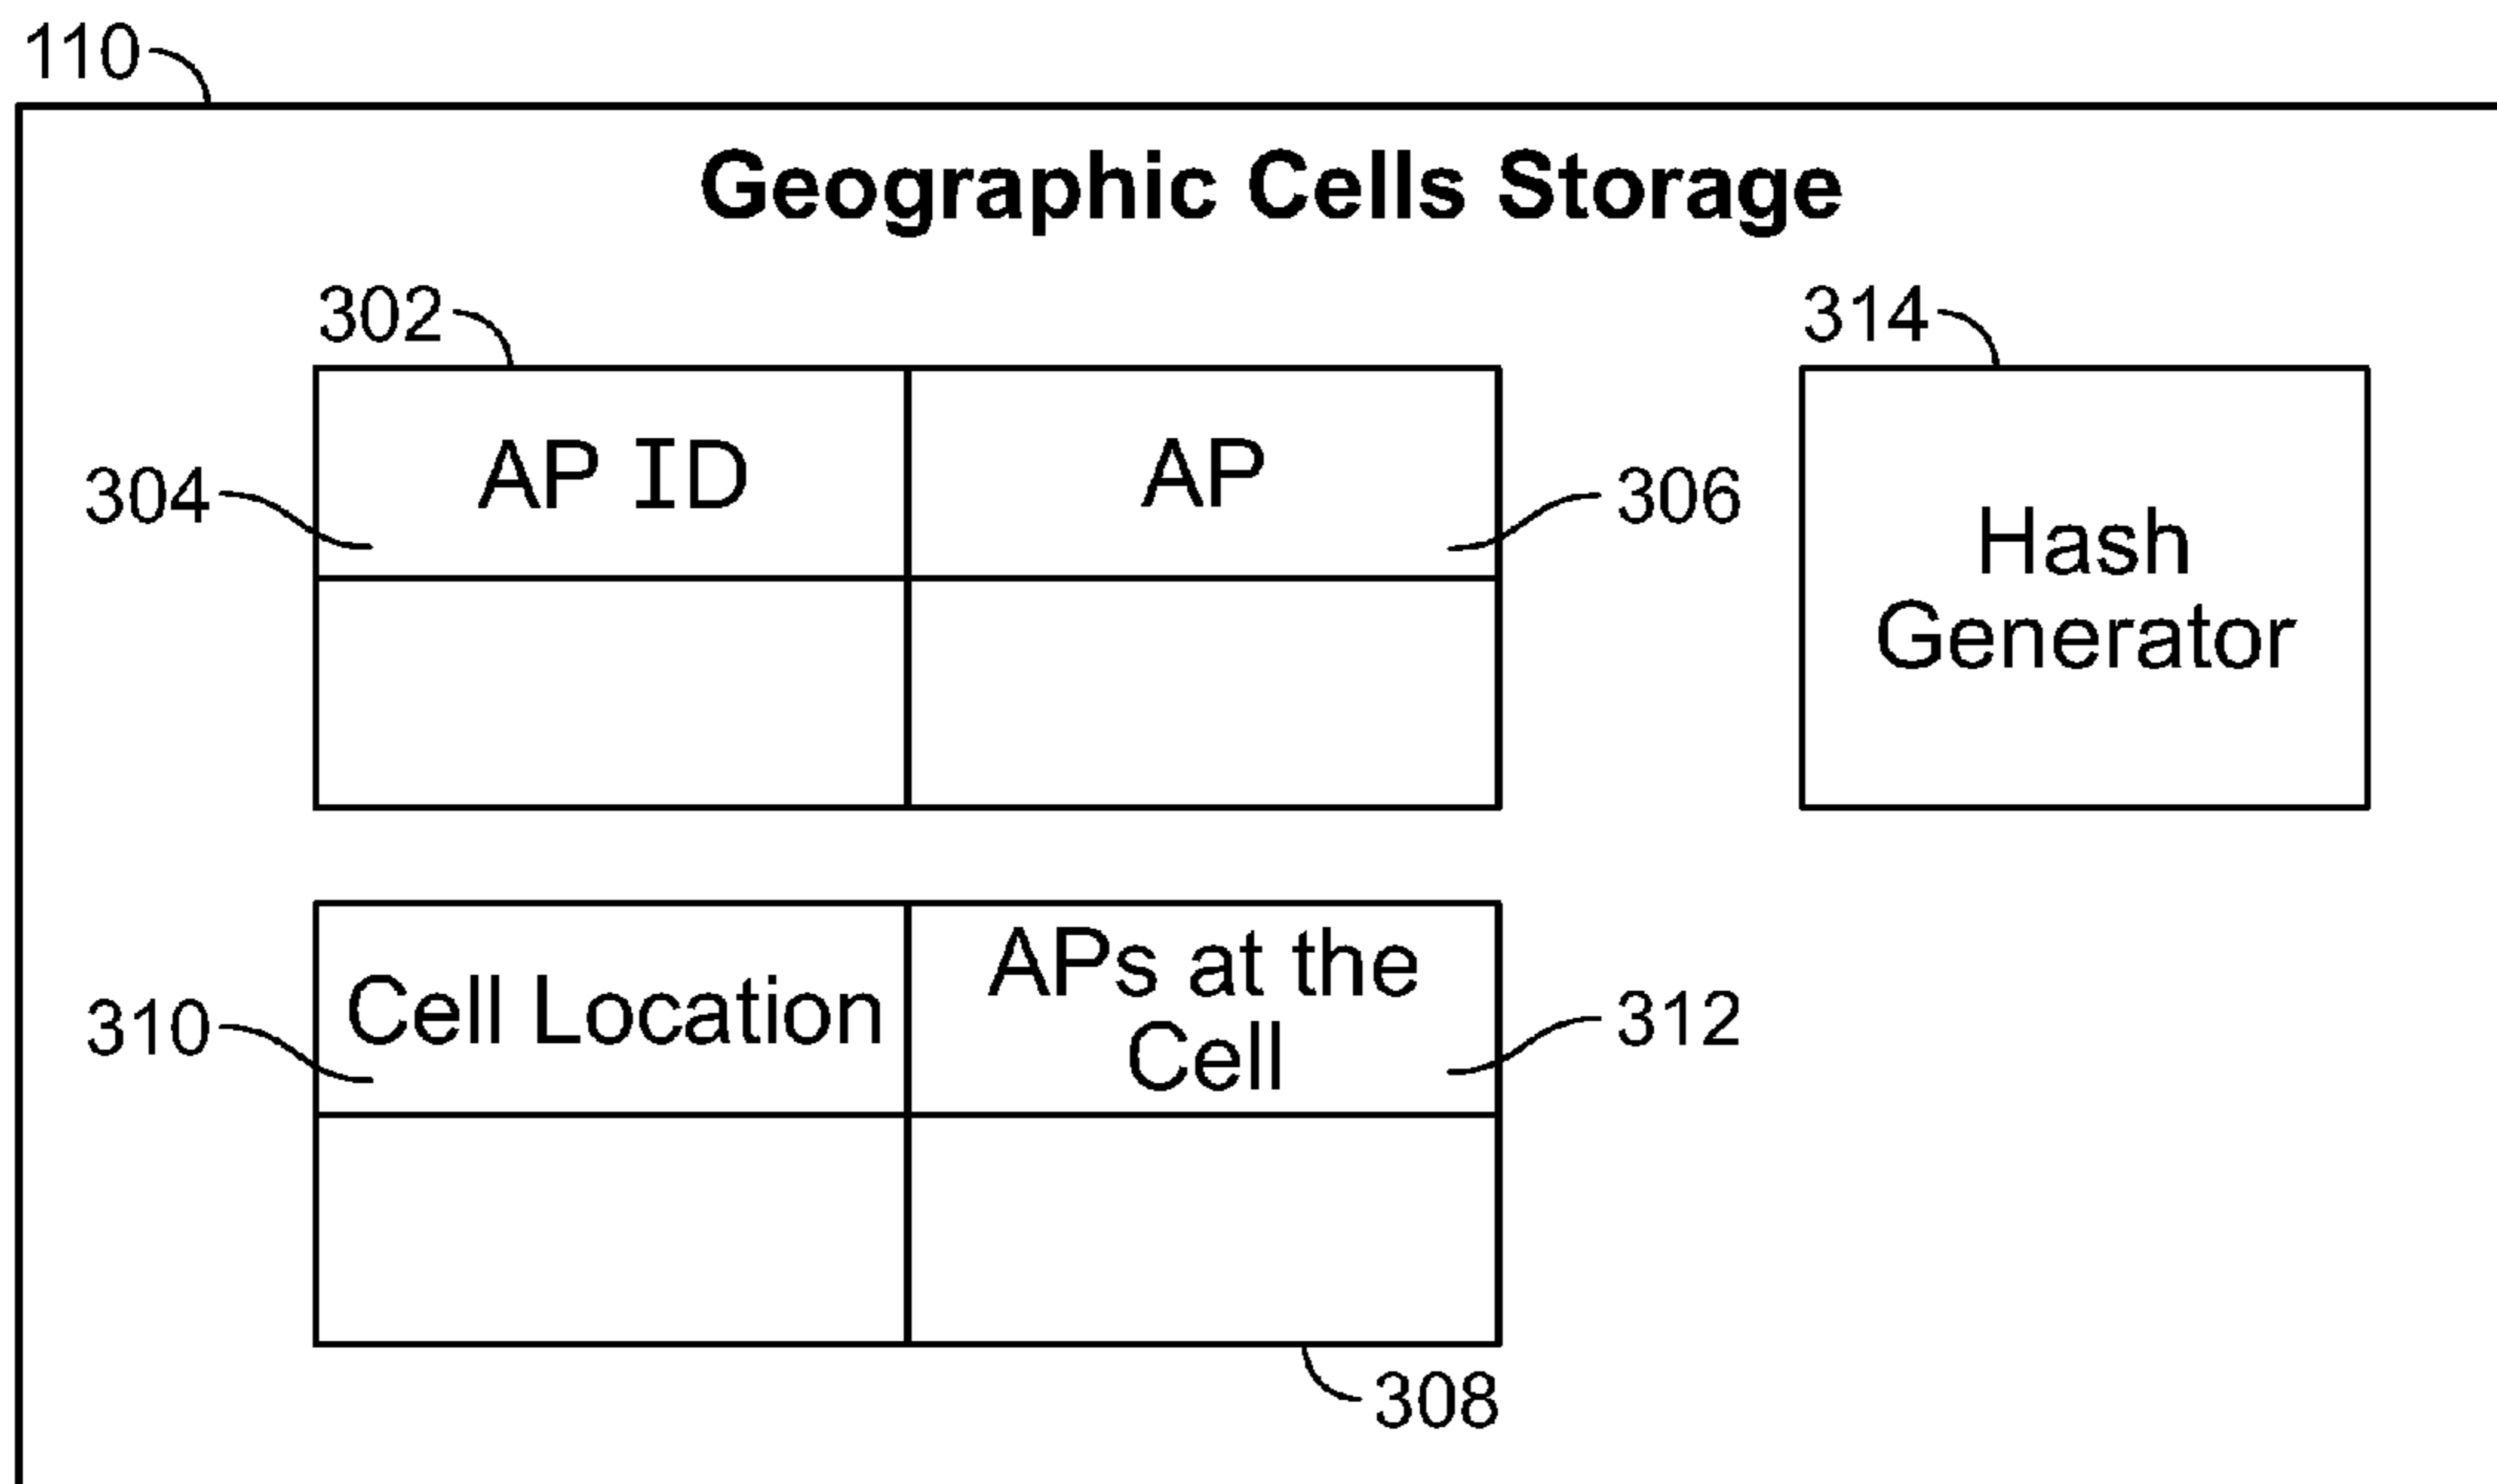 110
Geographic Cells Storage
302
314
AP ID
AP
304
306
Hash
Generator
Cell Location
APs at the
Cell
310
312
308